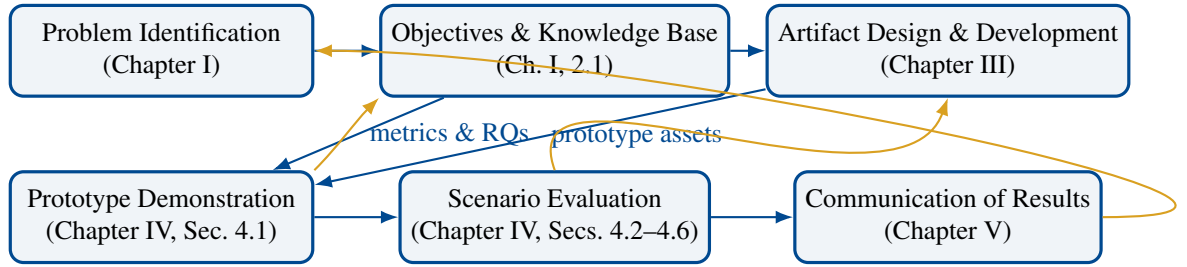 Problem Identification
(Chapter I)
Objectives & Knowledge Base
(Ch. I, 2.1)
Artifact Design & Development
(Chapter III)
metrics & RQs
prototype assets
Prototype Demonstration
(Chapter IV, Sec. 4.1)
Scenario Evaluation
(Chapter IV, Secs. 4.2–4.6)
Communication of Results
(Chapter V)